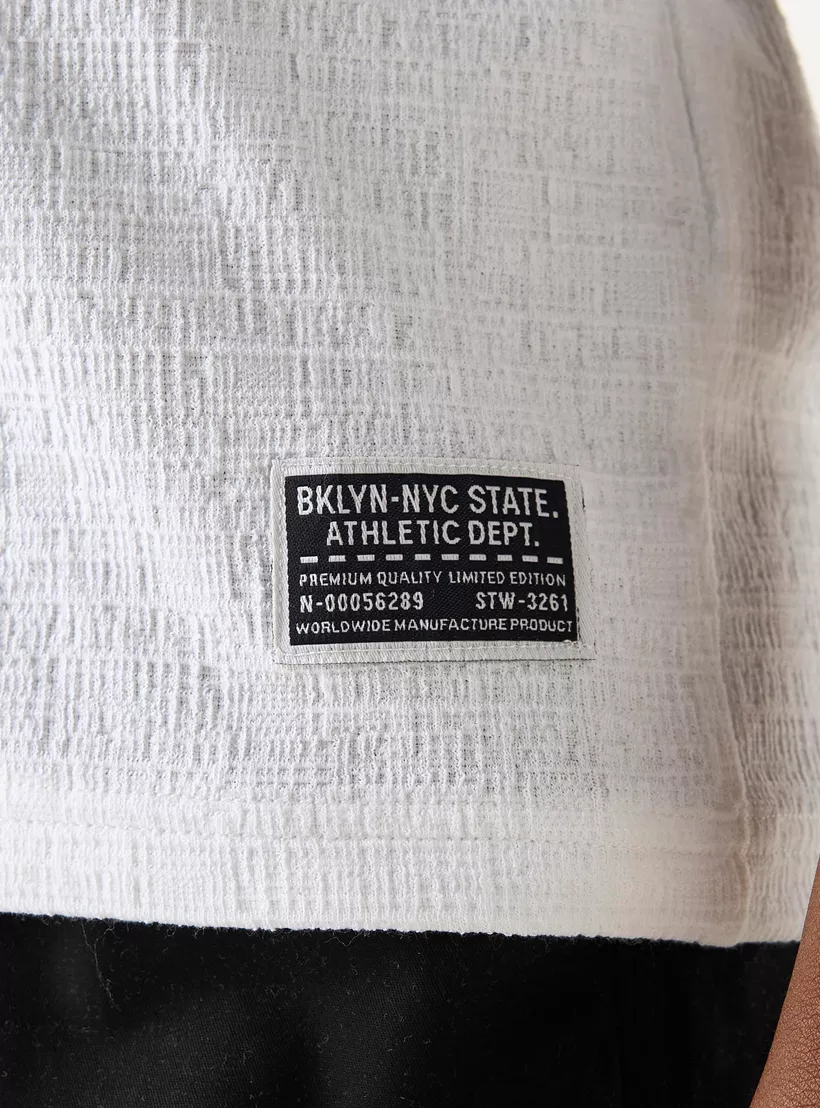 BKLYN-NYC STATE.
ATHLETIC DEPT.
PREMIUM QUALITY LIMITED EDITION
N-00056289 STW-3261
WORLDWIDE MANUFACTURE PRODUCT